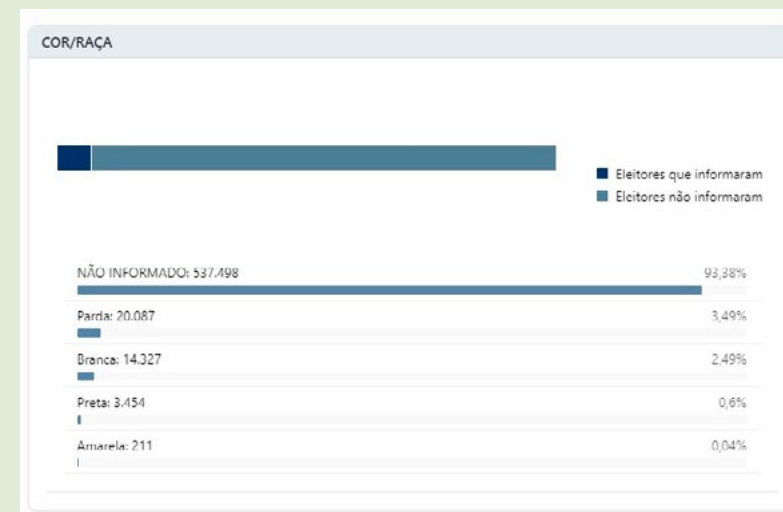 COR/RAÇA
Eleitores que informaram
Eleitores não informaram
NÃO INFORMADO: 537.498 93,38%
Parda: 20.087 3,49%
Branca: 14.327 2,49%
Preta: 3.454 0,6%
Amarela: 211 0,04%